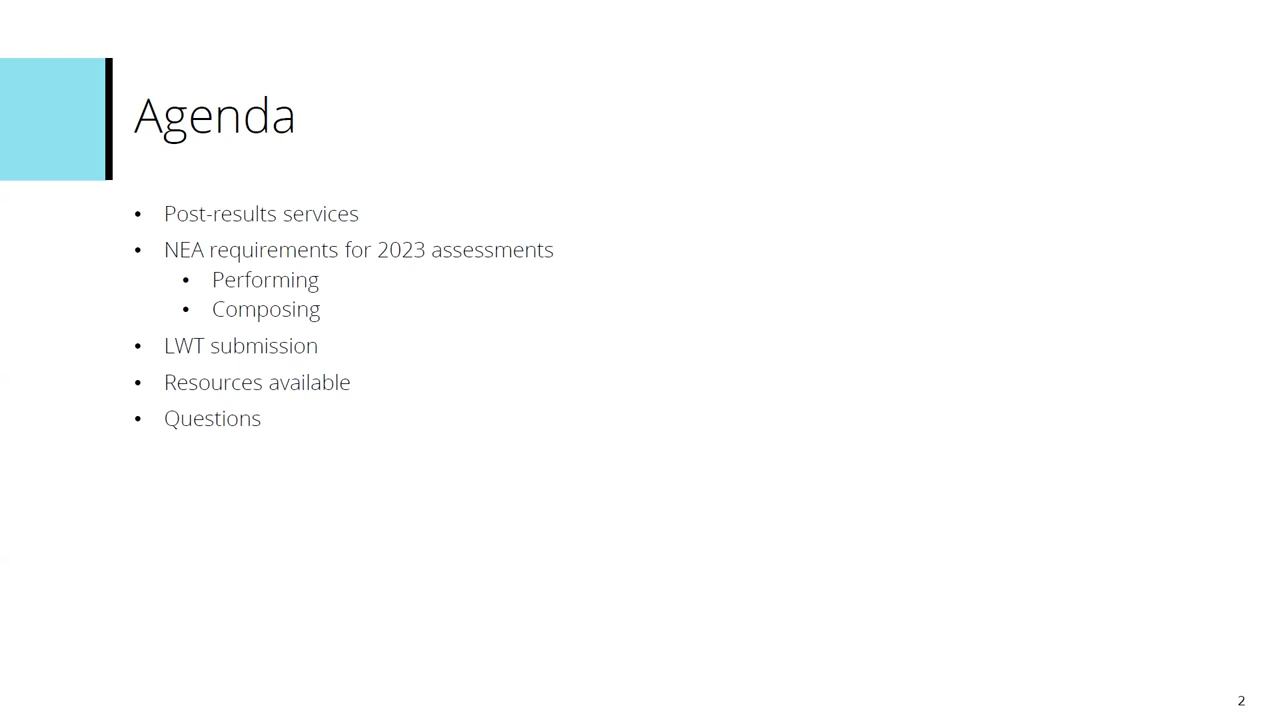 Agenda
• Post-results services
• NEA requirements for 2023 assessments
• Performing
• Composing
• LWT submission
• Resources available
• Questions
2